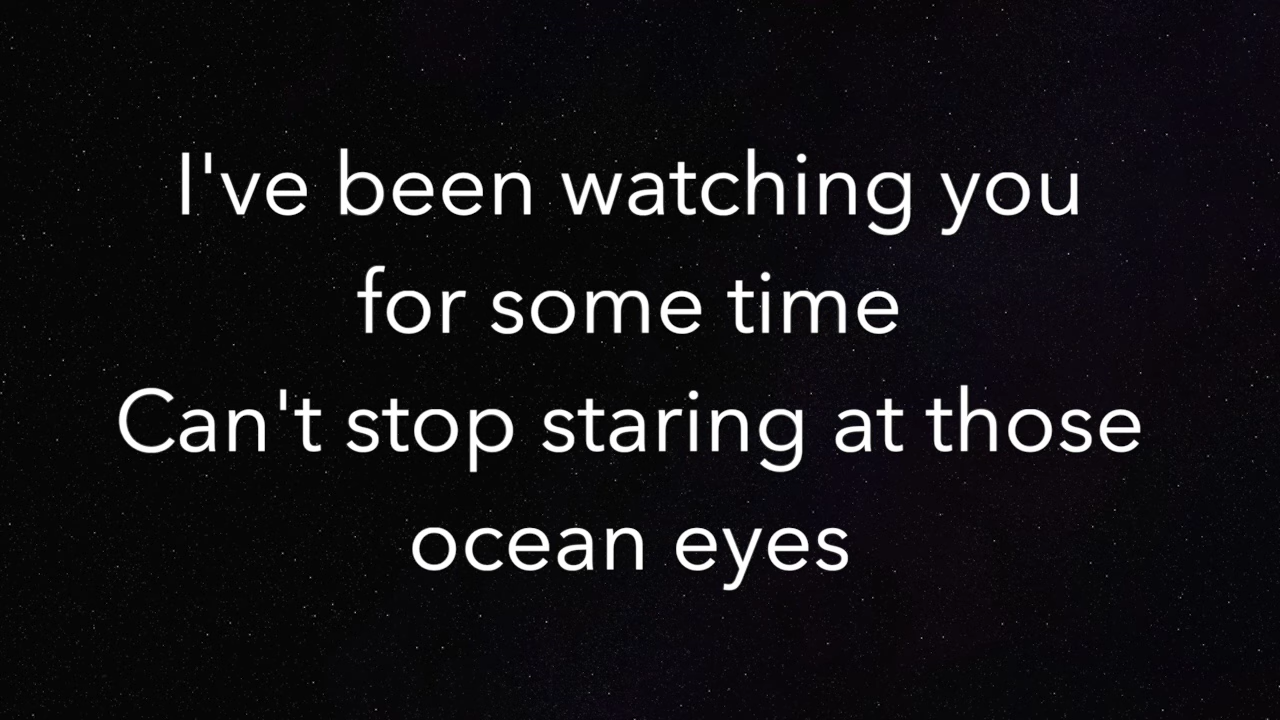 I've been watching you
for some time
Can't stop staring at those
ocean eyes